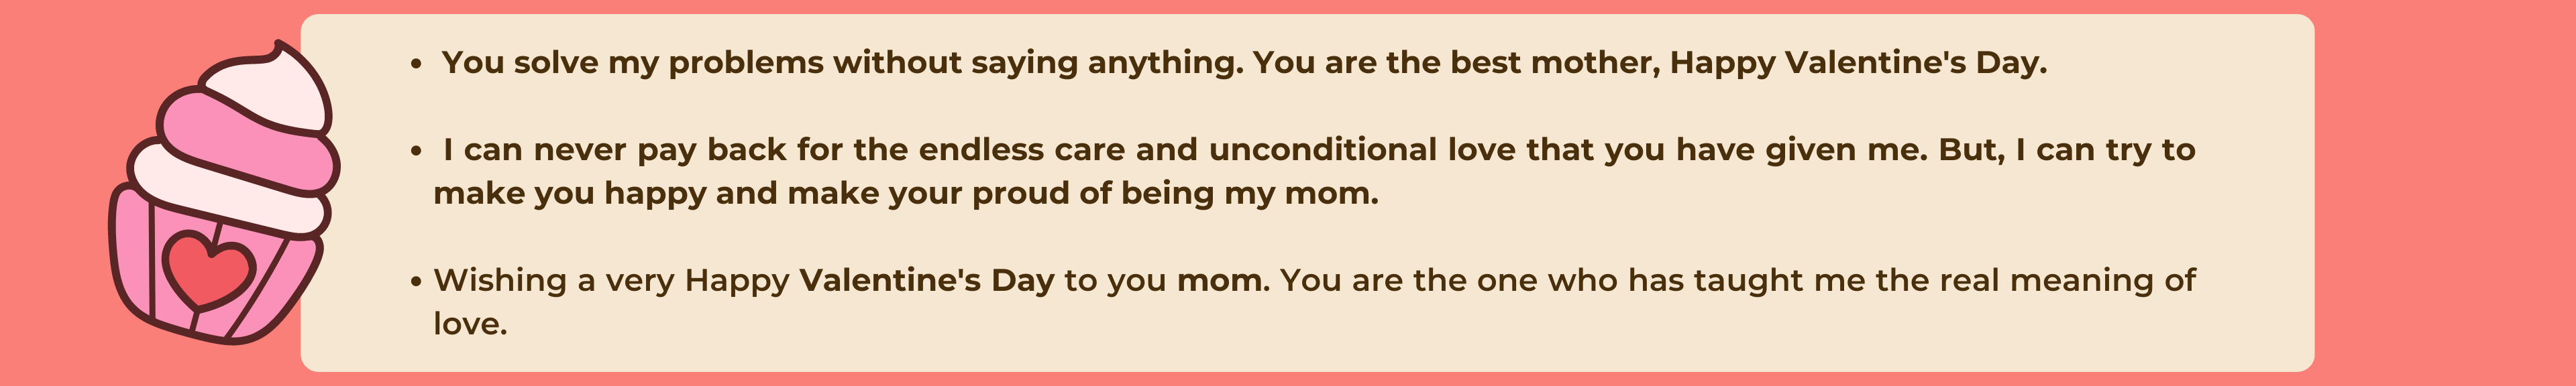 • You solve my problems without saying anything. You are the best mother, Happy Valentine's Day.
• I can never pay back for the endless care and unconditional love that you have given me. But, I can try to
make you happy and make your proud of being my mom.
• Wishing a very Happy Valentine's Day to you mom. You are the one who has taught me the real meaning of
love.